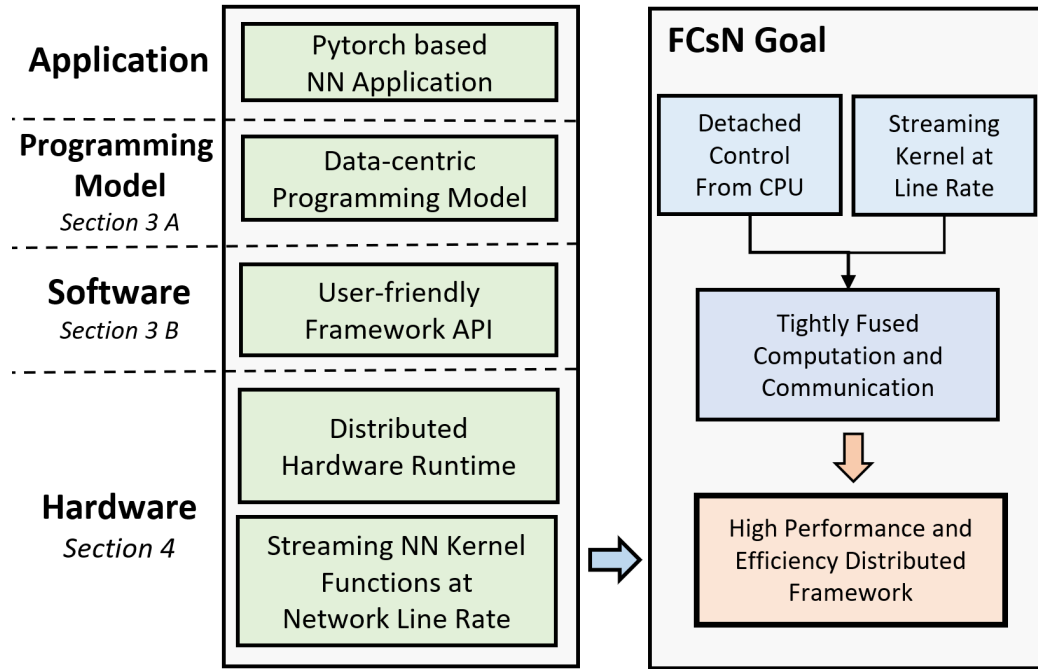 Application
Pytorch based
NN Application
Programming
Model
Section 3 A
Data-centric
Programming Model
Software
Section 3 B
User-friendly
Framework API
Hardware
Section 4
Distributed
Hardware Runtime
Streaming NN Kernel
Functions at
Network Line Rate
FCsN Goal
Detached
Control
From CPU
Streaming
Kernel at
Line Rate
Tightly Fused
Computation and
Communication
High Performance and
Efficiency Distributed
Framework